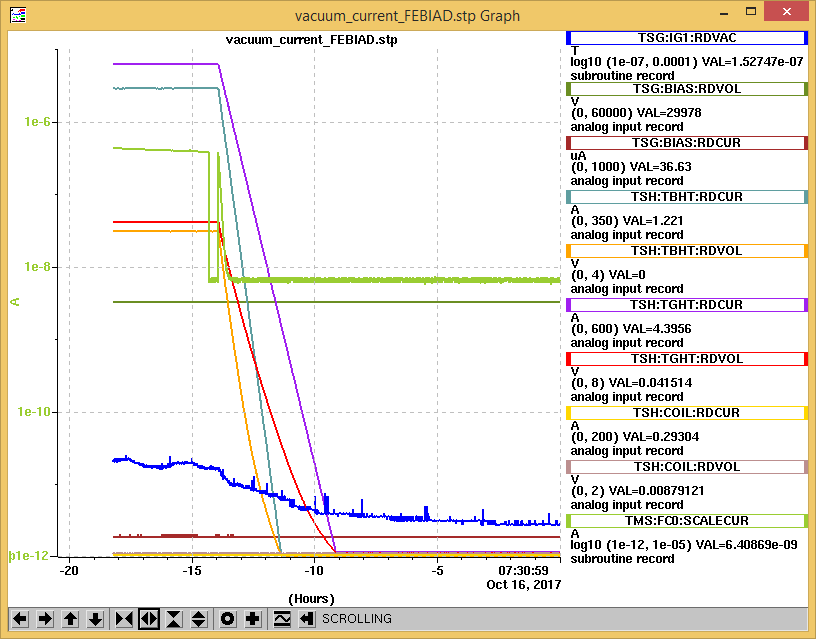 vacuum_current_FEBIAD.stp Graph
vacuum_current_FEBIAD.stp
1e-6
1e-8
A
1e-10
1e-12
-20
-15
-10
-5
07:30:59
Oct 16, 2017
(Hours)
TSG:IG1:RDVAC
T
log10 (1e-07, 0.0001) VAL=1.52747e-07
subroutine record
TSG:BIAS:RDVOL
V
(0, 60000) VAL=29978
analog input record
TSG:BIAS:RDCUR
uA
(0, 1000) VAL=36.63
analog input record
TSH:TBHT:RDCUR
A
(0, 350) VAL=1.221
analog input record
TSH:TBHT:RDVOL
V
(0, 4) VAL=0
analog input record
TSH:TGHT:RDCUR
A
(0, 600) VAL=4.3956
analog input record
TSH:TGHT:RDVOL
V
(0, 8) VAL=0.041514
analog input record
TSH:COIL:RDCUR
A
(0, 200) VAL=0.29304
analog input record
TSH:COIL:RDVOL
V
(0, 2) VAL=0.00879121
analog input record
TMS:FC0:SCALECUR
A
log10 (1e-12, 1e-05) VAL=6.40869e-09
subroutine record
SCROLLING